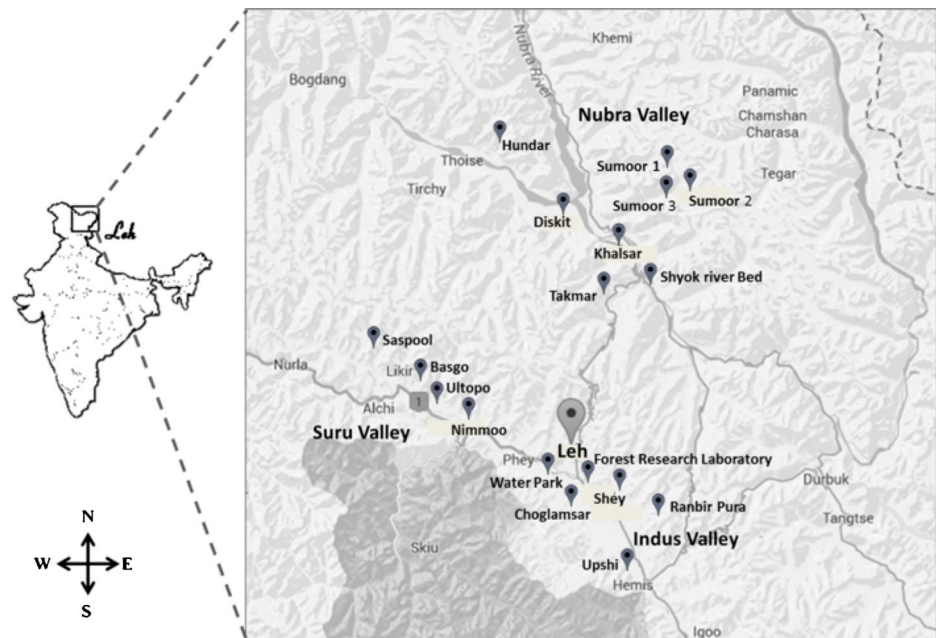 Khemi
Nubra River
Bogdang
Panamic
Nubra Valley
Chamshan
Charasa
Hundar
Thoise
Sumoor 1
Tegar
Tirchy
Sumoor 3
Sumoor 2
Diskit
Leh
Khalsar
Shyok river Bed
Takmar
Saspool
Nurla
Likir
Basgo
Ultopo
1
Alchi
Suru Valley
Nimmoo
Leh
Phey
Forest Research Laboratory
Water Park
Shey
Durbuk
Choglamsar
Ranbir Pura
Tangtse
N
W
E
S
Skiu
Indus Valley
Upshi
Hemis
Igoo